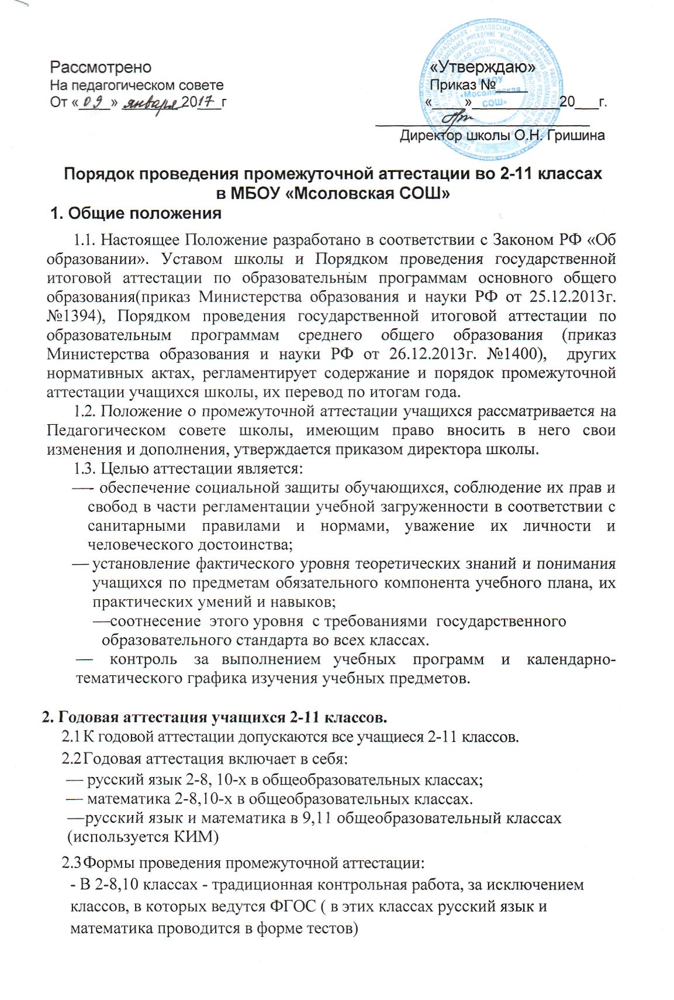 Рассмотрено
На педагогическом совете
От «09» января 2017 г
«Утверждаю»
Приказ №____
«____»___________20___г.
Директор школы О.Н. Гришина
МБОУ
«Мосоловская
СОШ»
Порядок проведения промежуточной аттестации во 2-11 классах
в МБОУ «Мсоловская СОШ»
1. Общие положения
1.1. Настоящее Положение разработано в соответствии с Законом РФ «Об
образовании». Уставом школы и Порядком проведения государственной
итоговой аттестации по образовательным программам основного общего
образования(приказ Министерства образования и науки РФ от 25.12.2013г.
№1394), Порядком проведения государственной итоговой аттестации по
образовательным программам среднего общего образования (приказ
Министерства образования и науки РФ от 26.12.2013г. №1400), других
нормативных актах, регламентирует содержание и порядок промежуточной
аттестации учащихся школы, их перевод по итогам года.
1.2. Положение о промежуточной аттестации учащихся рассматривается на
Педагогическом совете школы, имеющим право вносить в него свои
изменения и дополнения, утверждается приказом директора школы.
1.3. Целью аттестации является:
—- обеспечение социальной защиты обучающихся, соблюдение их прав и
свобод в части регламентации учебной загруженности в соответствии с
санитарными правилами и нормами, уважение их личности и
человеческого достоинства;
— установление фактического уровня теоретических знаний и понимания
учащихся по предметам обязательного компонента учебного плана, их
практических умений и навыков;
—соотнесение этого уровня с требованиями государственного
образовательного стандарта во всех классах.
— контроль за выполнением учебных программ и календарно-
тематического графика изучения учебных предметов.
2. Годовая аттестация учащихся 2-11 классов.
2.1 К годовой аттестации допускаются все учащиеся 2-11 классов.
2.2 Годовая аттестация включает в себя:
— русский язык 2-8, 10-х в общеобразовательных классах;
— математика 2-8,10-х в общеобразовательных классах.
—русский язык и математика в 9,11 общеобразовательный классах
(используется КИМ)
2.3 Формы проведения промежуточной аттестации:
- В 2-8,10 классах - традиционная контрольная работа, за исключением
классов, в которых ведутся ФГОС ( в этих классах русский язык и
математика проводится в форме тестов)